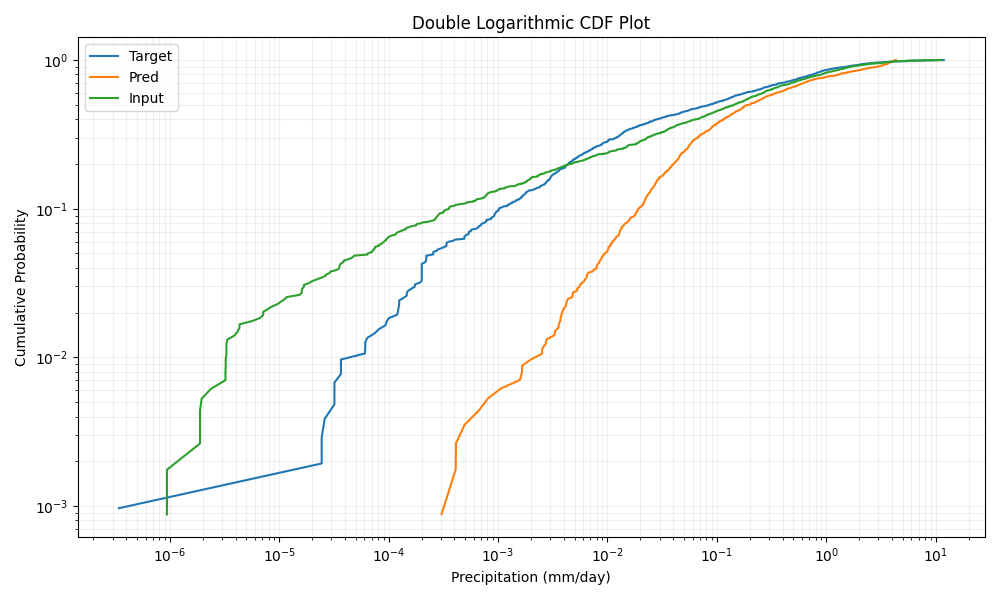 Double Logarithmic CDF Plot
Target
Pred
Input
Cumulative Probability
10⁰
10⁻¹
10⁻²
10⁻³
10⁻⁶ 10⁻⁵ 10⁻⁴ 10⁻³ 10⁻² 10⁻¹ 10⁰ 10¹
Precipitation (mm/day)